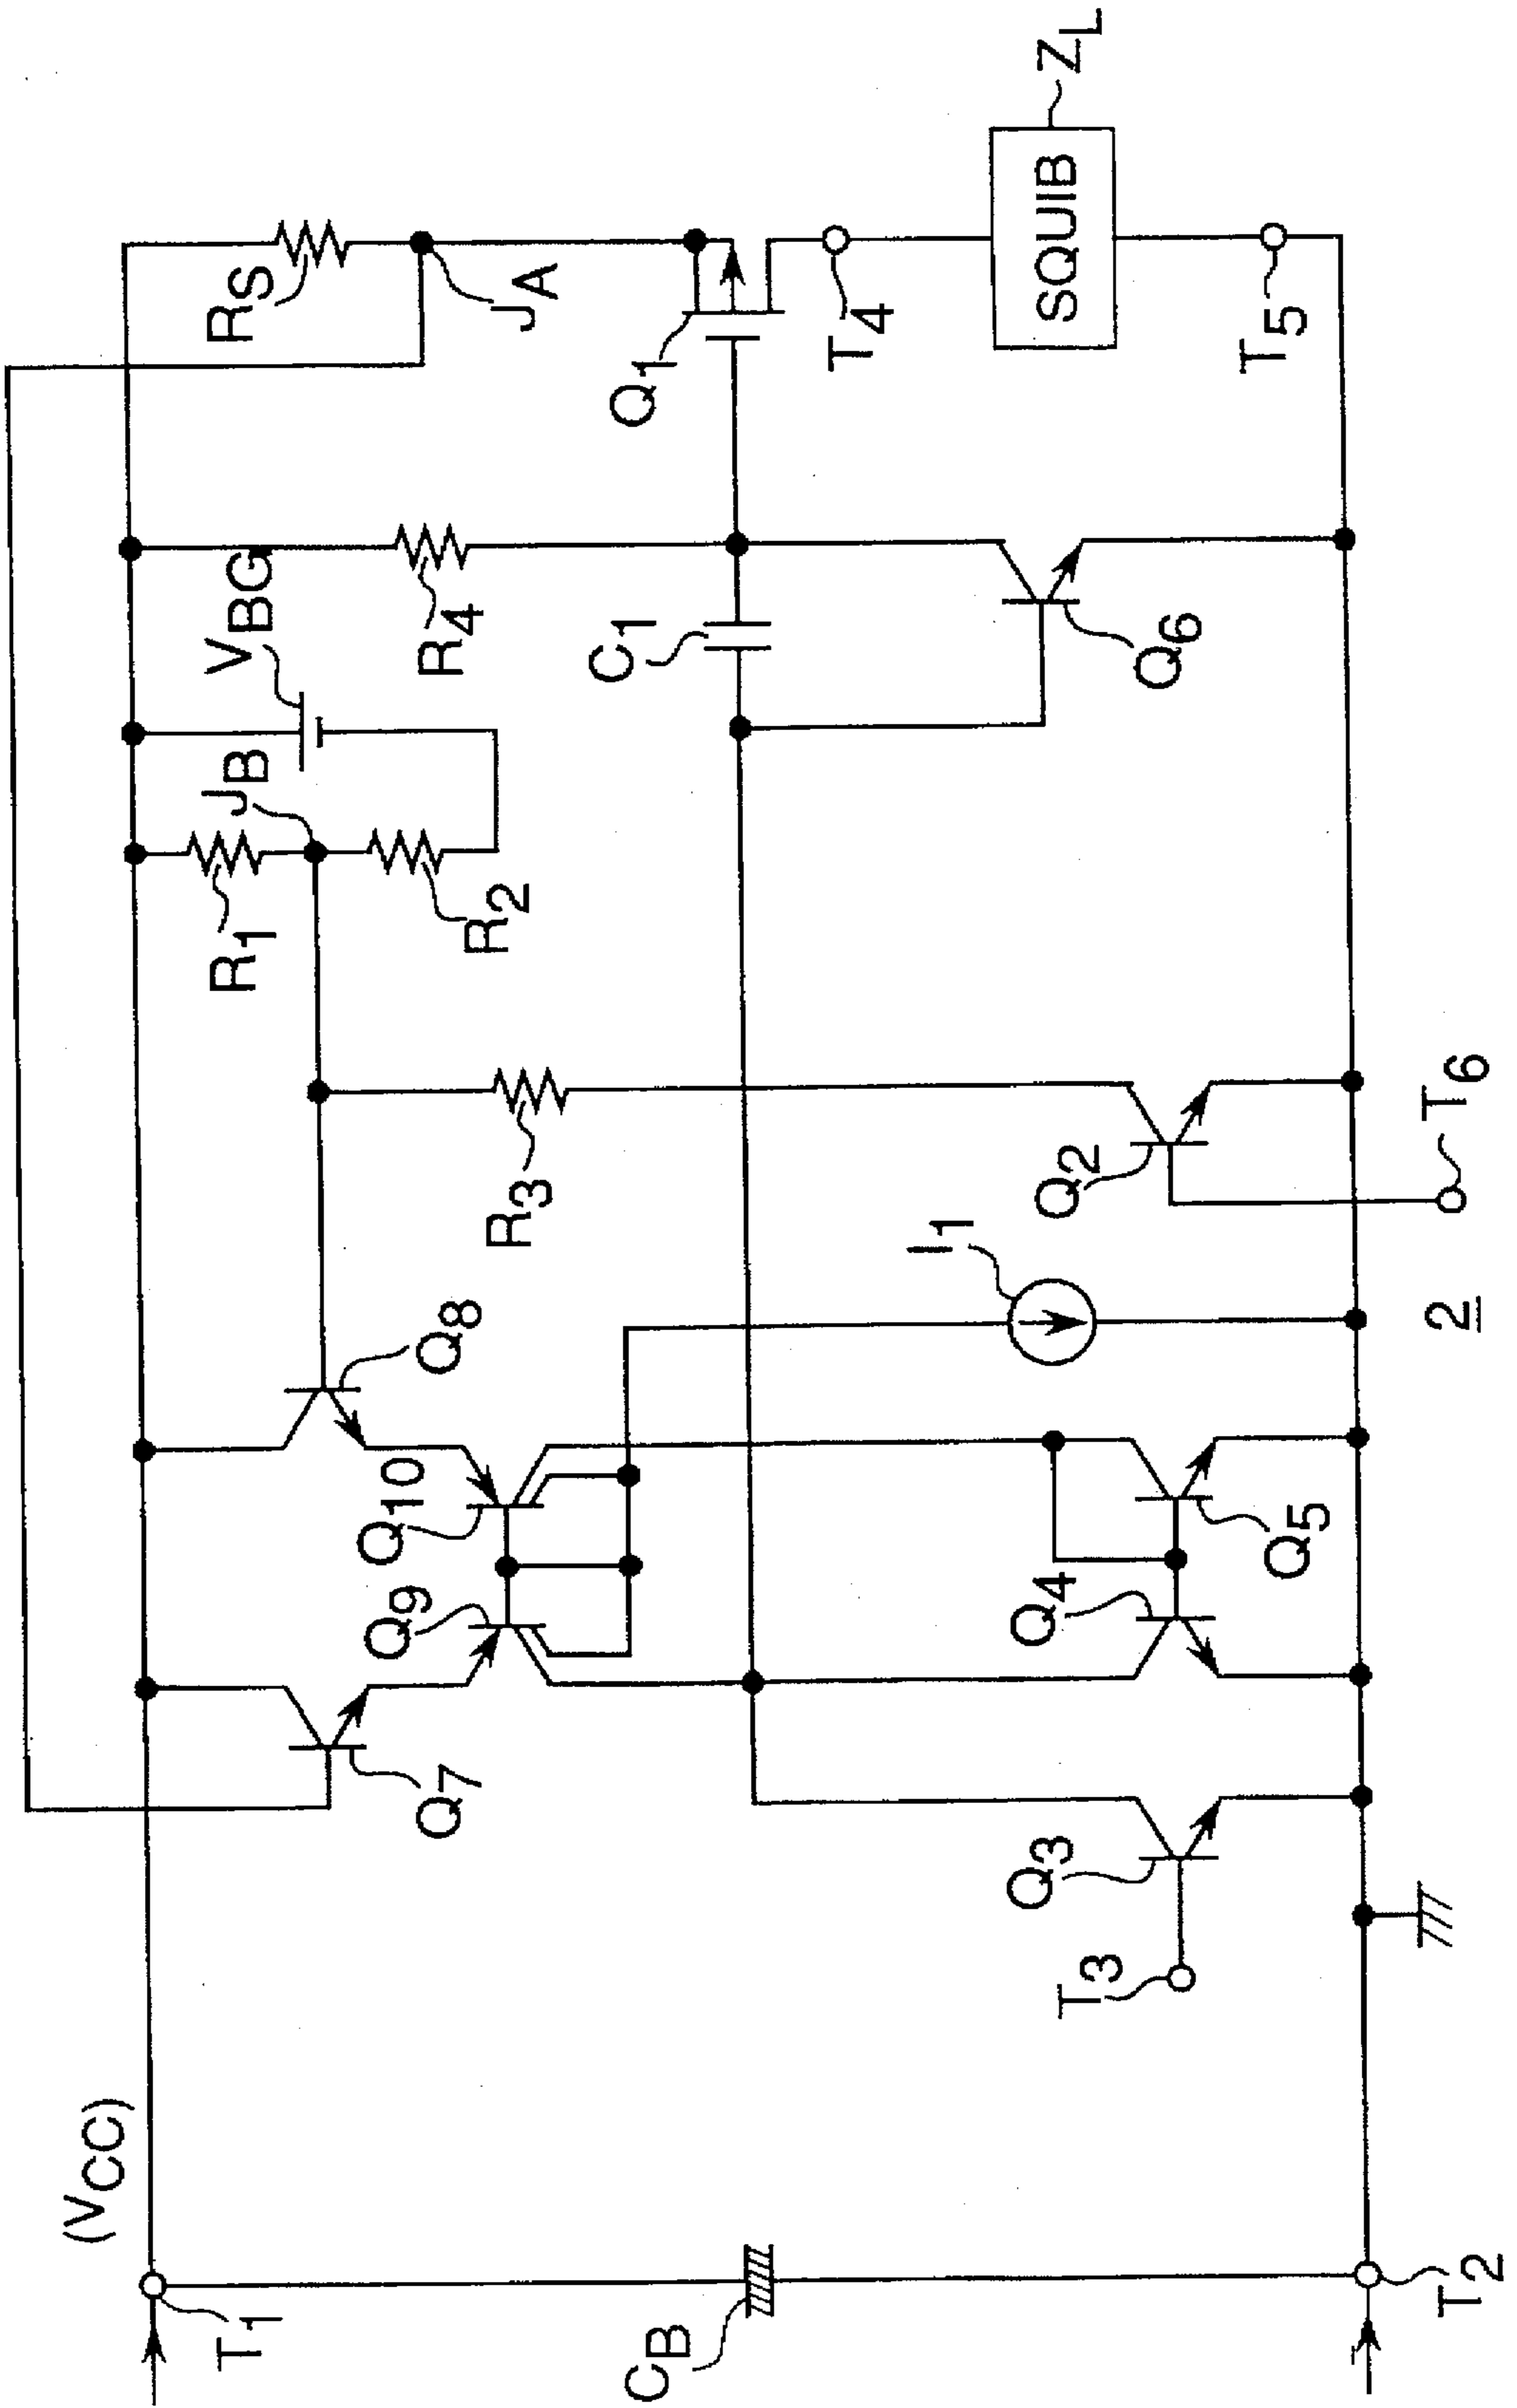 (VCC)
T1
CB
T2
T3
Q3
Q7
Q9
Q10
Q8
Q4
Q5
I1
2
R3
Q2
T6
R1
JB
R2
VBG
R4
C1
Q6
RS
JA
Q1
T4
SQUIB
ZL
T5